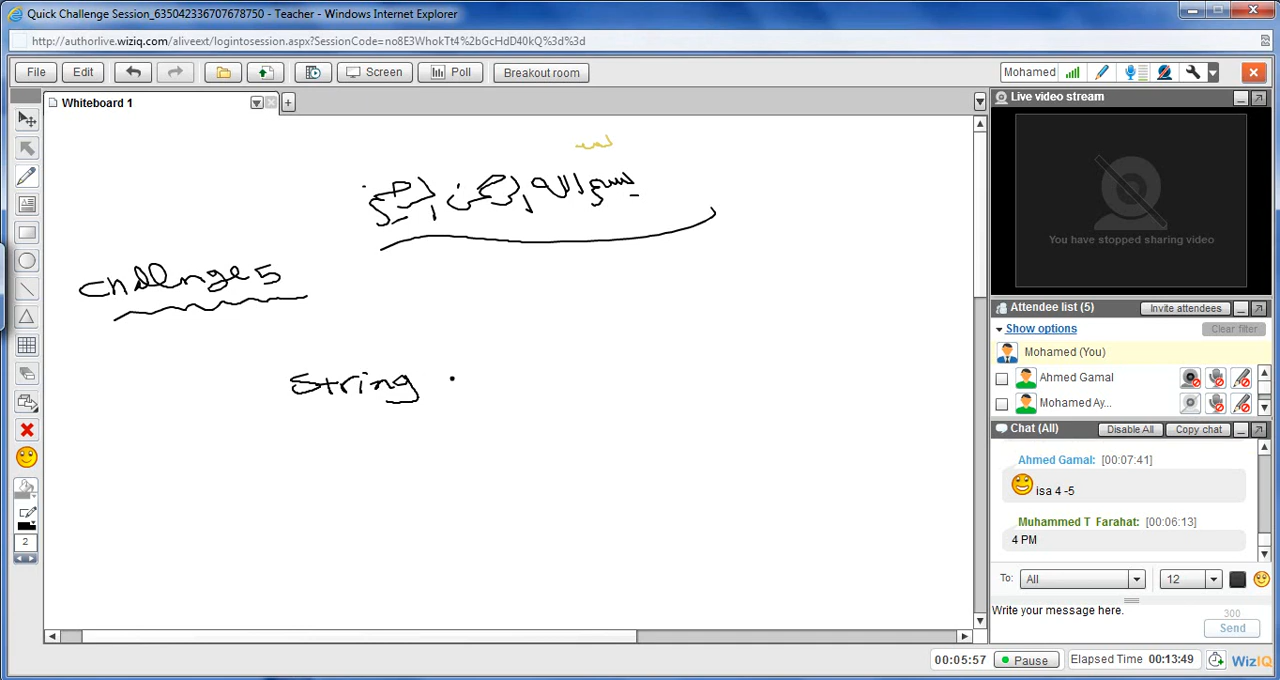 Quick Challenge Session_635042336707678750 - Teacher - Windows Internet Explorer
http://authorlive.wiziq.com/aliveext/logintosession.aspx?SessionCode=no8E3WhokTt4%2bGcHdD40kQ%3d%3d
File Edit Screen Poll Breakout room Mohamed
Whiteboard 1
بسم الله الرحمن الرحيم
Challenge 5
String
2
Live video stream
You have stopped sharing video
Attendee list (5) Invite attendees
Show options Clear filter
Mohamed (You)
Ahmed Gamal
Mohamed Ay...
Chat (All) Disable All Copy chat
Ahmed Gamal: [00:07:41]
isa 4 -5
Muhammed T Farahat: [00:06:13]
4 PM
To: All 12
Write your message here.
300
Send
00:05:57 Pause Elapsed Time 00:13:49 WizIQ